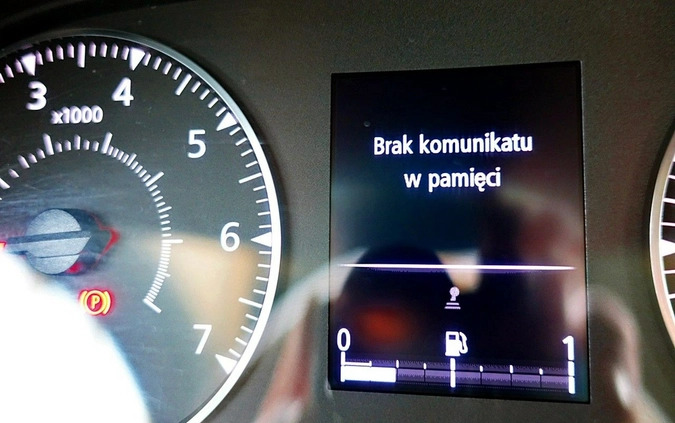 3 4 5 6 7
x1000
P
Brak komunikatu
w pamięci
0 1